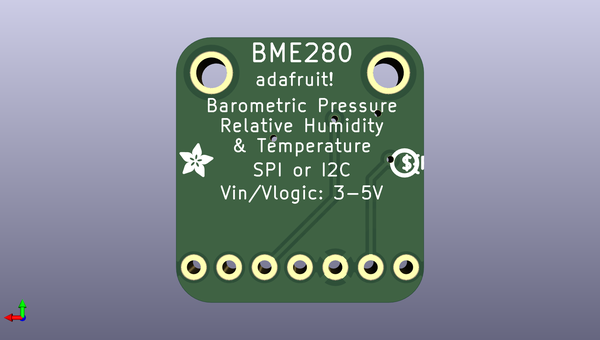 BME280
adafruit!
Barometric Pressure
Relative Humidity
& Temperature
SPI or I2C
Vin/Vlogic: 3-5V